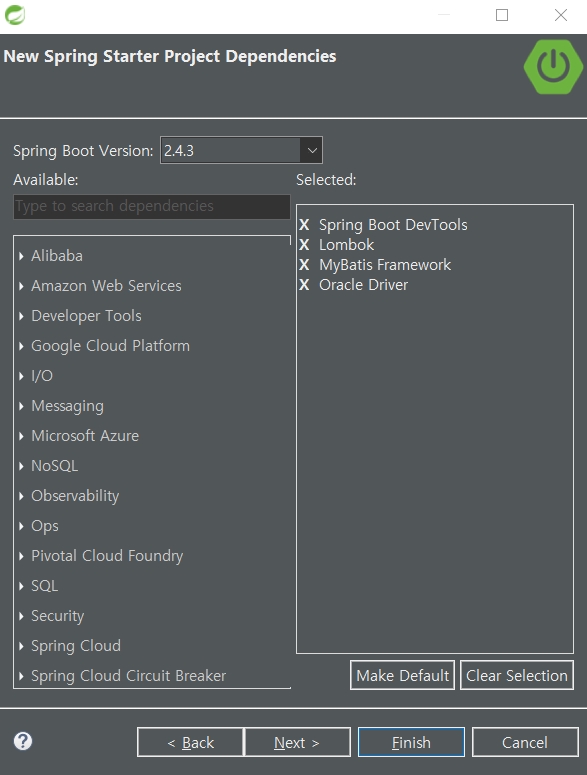 New Spring Starter Project Dependencies
Spring Boot Version: 2.4.3
Available:
Type to search dependencies
Alibaba
Amazon Web Services
Developer Tools
Google Cloud Platform
I/O
Messaging
Microsoft Azure
NoSQL
Observability
Ops
Pivotal Cloud Foundry
SQL
Security
Spring Cloud
Spring Cloud Circuit Breaker
Selected:
X Spring Boot DevTools
X Lombok
X MyBatis Framework
X Oracle Driver
Make Default
Clear Selection
?
< Back
Next >
Finish
Cancel